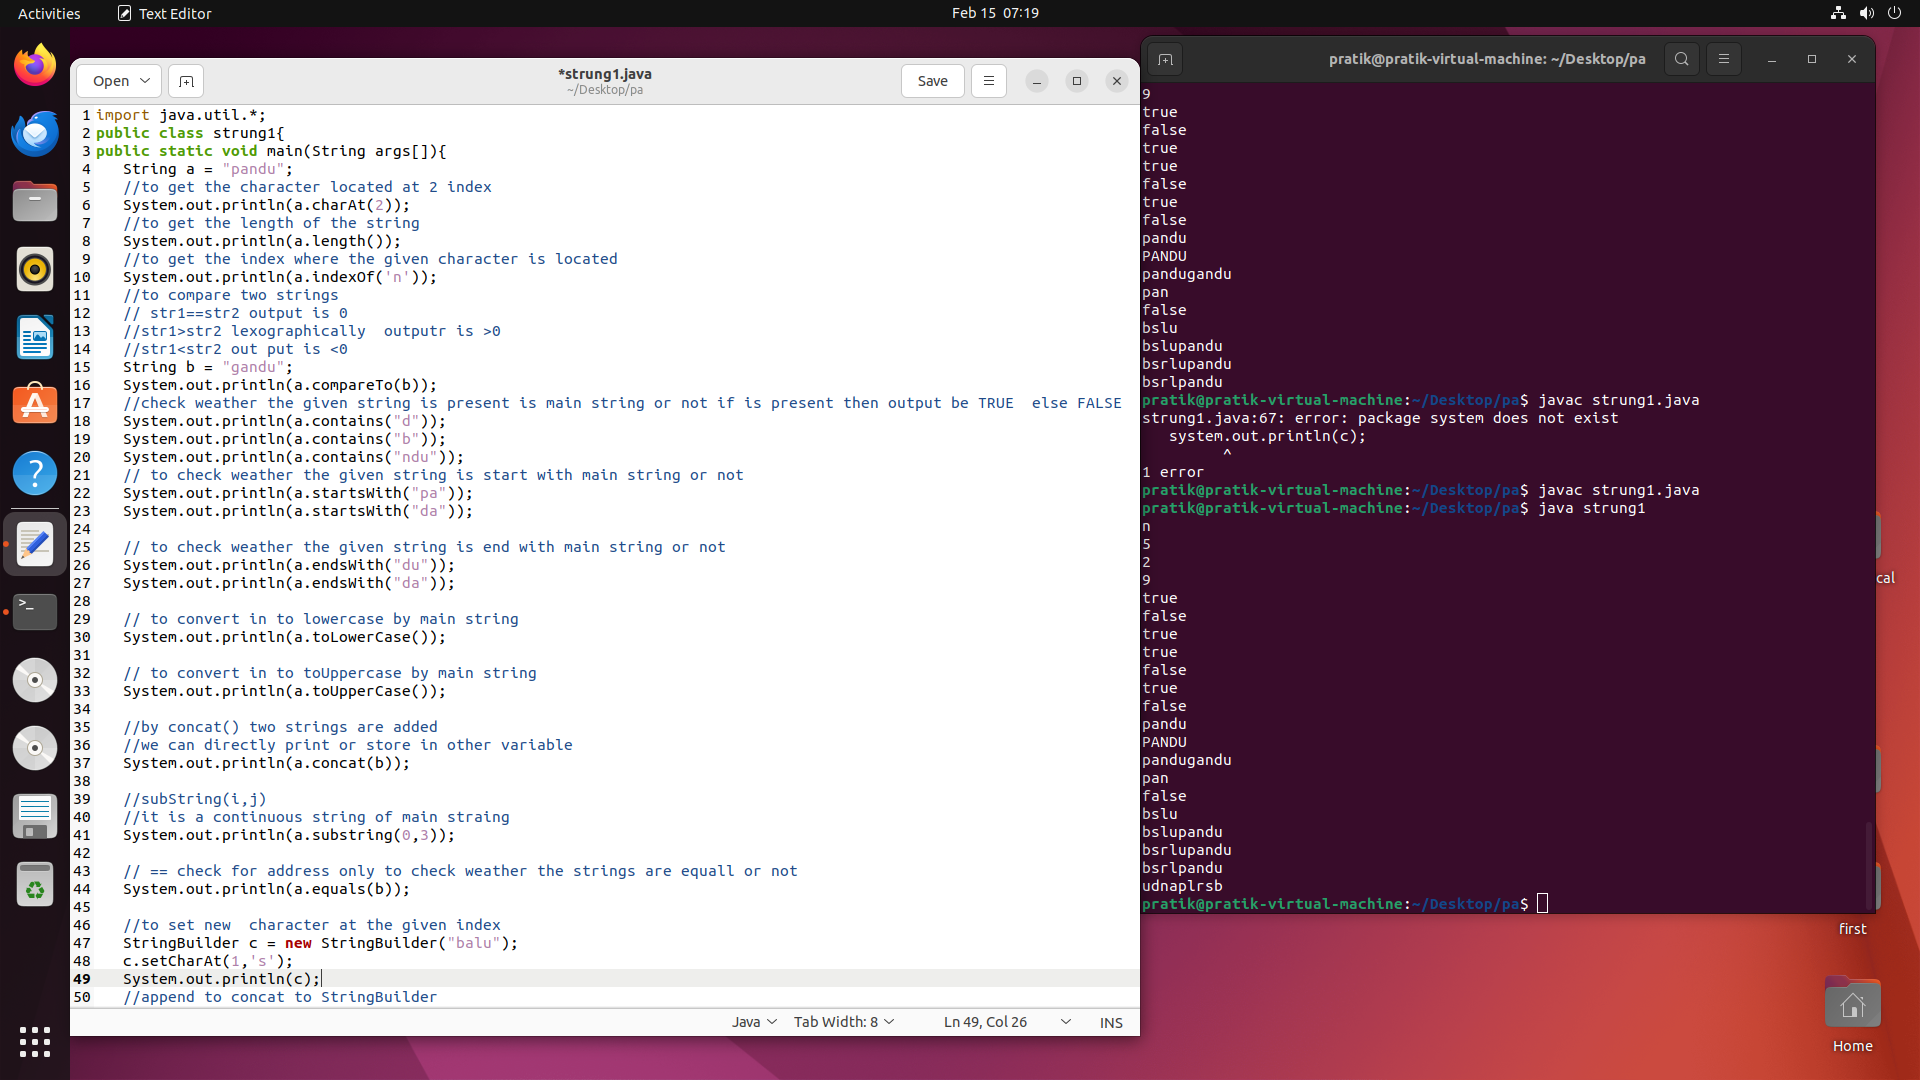 Activities
Text Editor
Feb 15 07:19
Open
*strung1.java
~/Desktop/pa
Save
1 import java.util.*;
2 public class strung1{
3 public static void main(String args[]){
4 String a = "pandu";
5 //to get the character located at 2 index
6 System.out.println(a.charAt(2));
7 //to get the length of the string
8 System.out.println(a.length());
9 //to get the index where the given character is located
10 System.out.println(a.indexOf('n'));
11 //to compare two strings
12 // str1==str2 output is 0
13 //str1>str2 lexographically  outputr is >0
14 //str1<str2 out put is <0
15 String b = "gandu";
16 System.out.println(a.compareTo(b));
17 //check weather the given string is present is main string or not if is present then output be TRUE  else FALSE
18 System.out.println(a.contains("d"));
19 System.out.println(a.contains("b"));
20 System.out.println(a.contains("ndu"));
21 // to check weather the given string is start with main string or not
22 System.out.println(a.startsWith("pa"));
23 System.out.println(a.startsWith("da"));
24
25 // to check weather the given string is end with main string or not
26 System.out.println(a.endsWith("du"));
27 System.out.println(a.endsWith("da"));
28
29 // to convert in to lowercase by main string
30 System.out.println(a.toLowerCase());
31
32 // to convert in to toUppercase by main string
33 System.out.println(a.toUpperCase());
34
35 //by concat() two strings are added
36 //we can directly print or store in other variable
37 System.out.println(a.concat(b));
38
39 //subString(i,j)
40 //it is a continuous string of main straing
41 System.out.println(a.substring(0,3));
42
43 // == check for address only to check weather the strings are equall or not
44 System.out.println(a.equals(b));
45
46 //to set new  character at the given index
47 StringBuilder c = new StringBuilder("balu");
48 c.setCharAt(1,'s');
49 System.out.println(c);
50 //append to concat to StringBuilder
Java
Tab Width: 8
Ln 49, Col 26
INS
pratik@pratik-virtual-machine: ~/Desktop/pa
9
true
false
true
true
false
true
false
pandu
PANDU
pandugandu
pan
false
bslu
bslupandu
bsrlupandu
bsrlpandu
pratik@pratik-virtual-machine:~/Desktop/pa$ javac strung1.java
strung1.java:67: error: package system does not exist
system.out.println(c);
^
1 error
pratik@pratik-virtual-machine:~/Desktop/pa$ javac strung1.java
pratik@pratik-virtual-machine:~/Desktop/pa$ java strung1
n
5
2
9
true
false
true
true
false
true
false
pandu
PANDU
pandugandu
pan
false
bslu
bslupandu
bsrlupandu
bsrlpandu
udnaplrsb
pratik@pratik-virtual-machine:~/Desktop/pa$
cal
first
Home